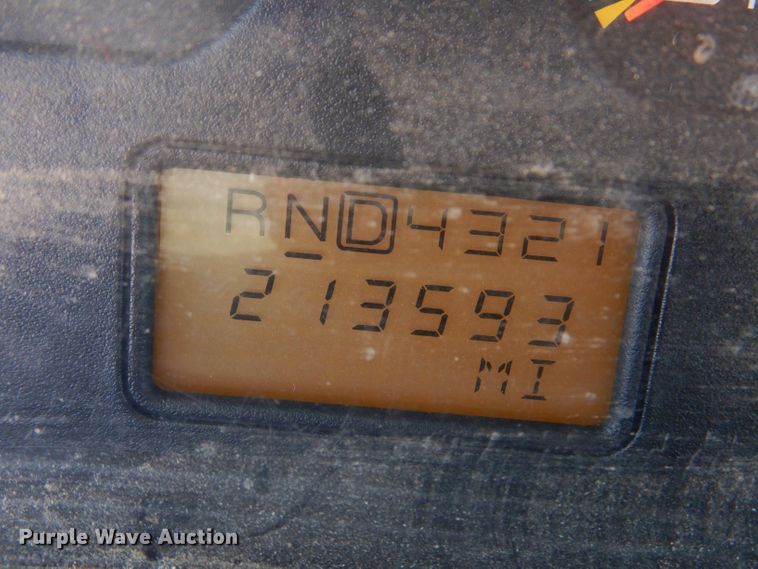 RND4321
213593
MI
Purple Wave Auction